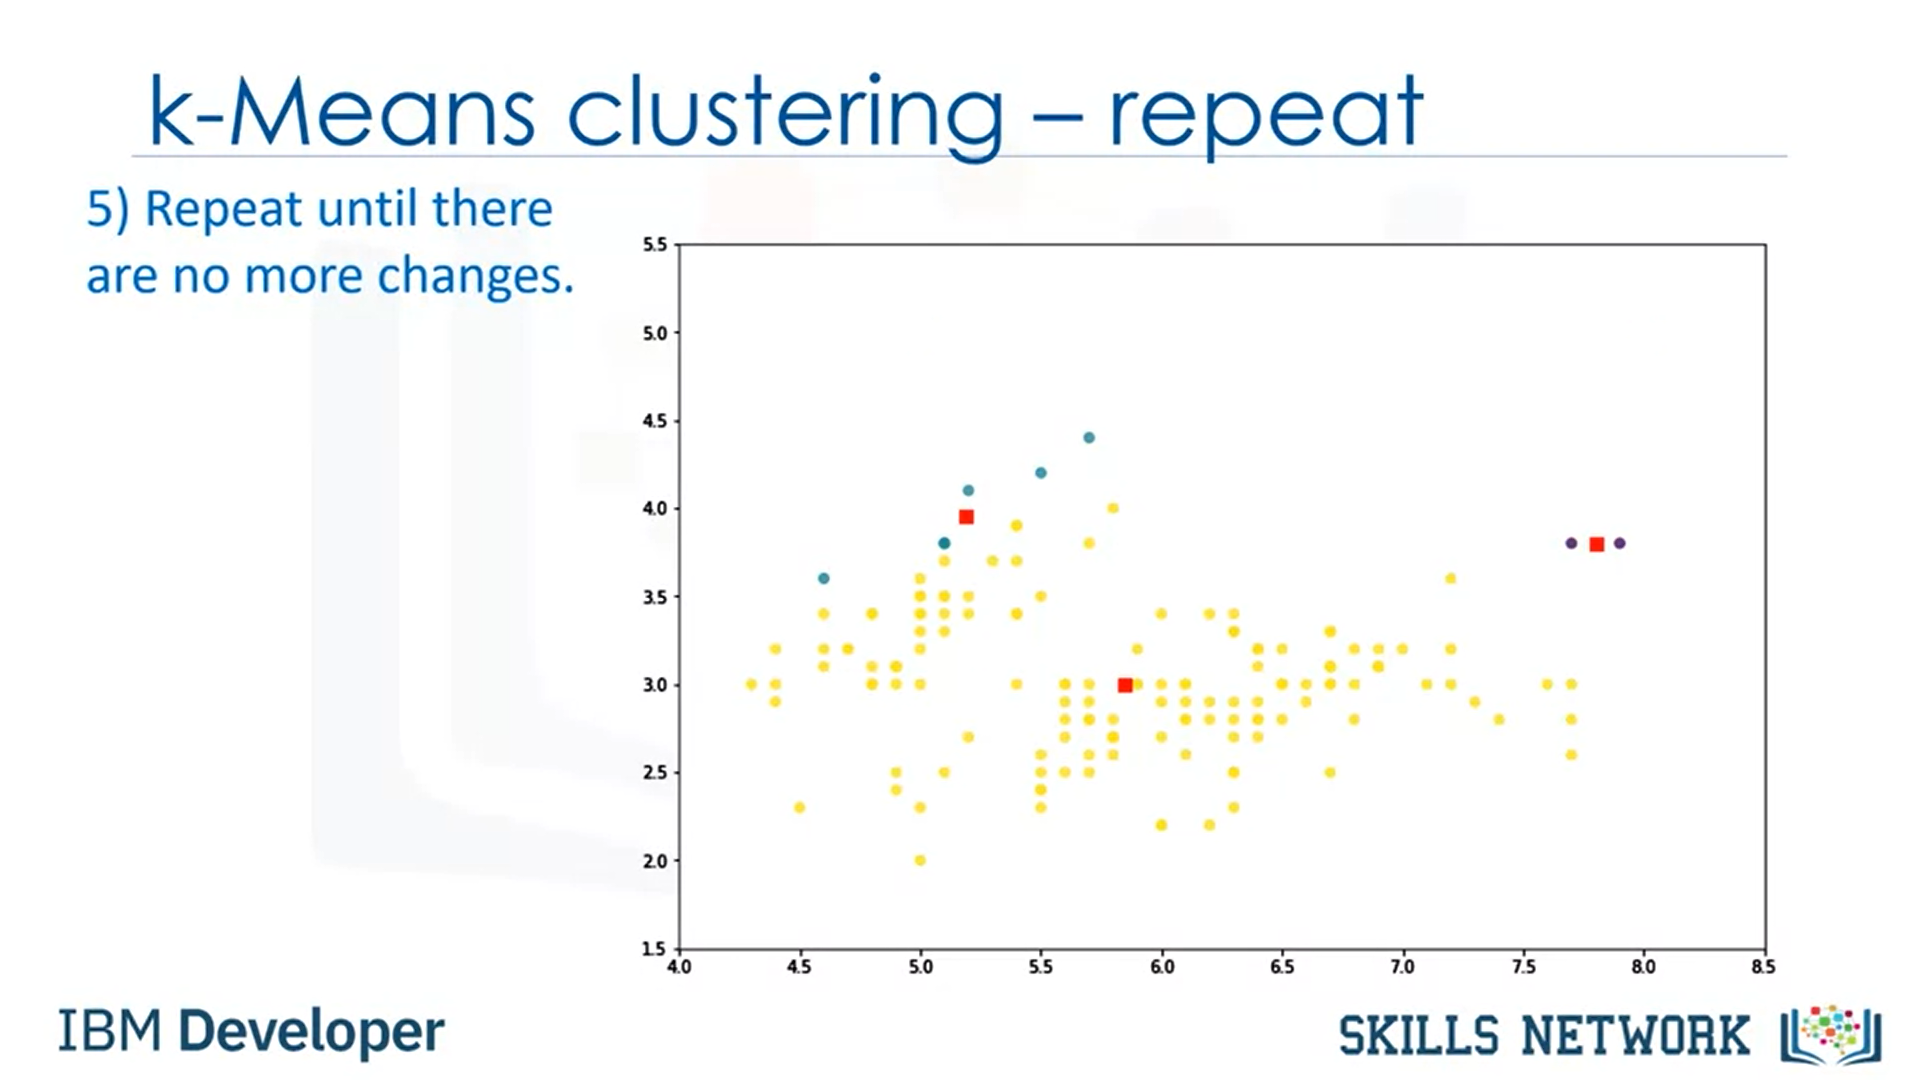 k-Means clustering – repeat
5) Repeat until there
are no more changes.
5.5
5.0
4.5
4.0
3.5
3.0
2.5
2.0
1.5
4.0 4.5 5.0 5.5 6.0 6.5 7.0 7.5 8.0 8.5
IBM Developer
SKILLS NETWORK